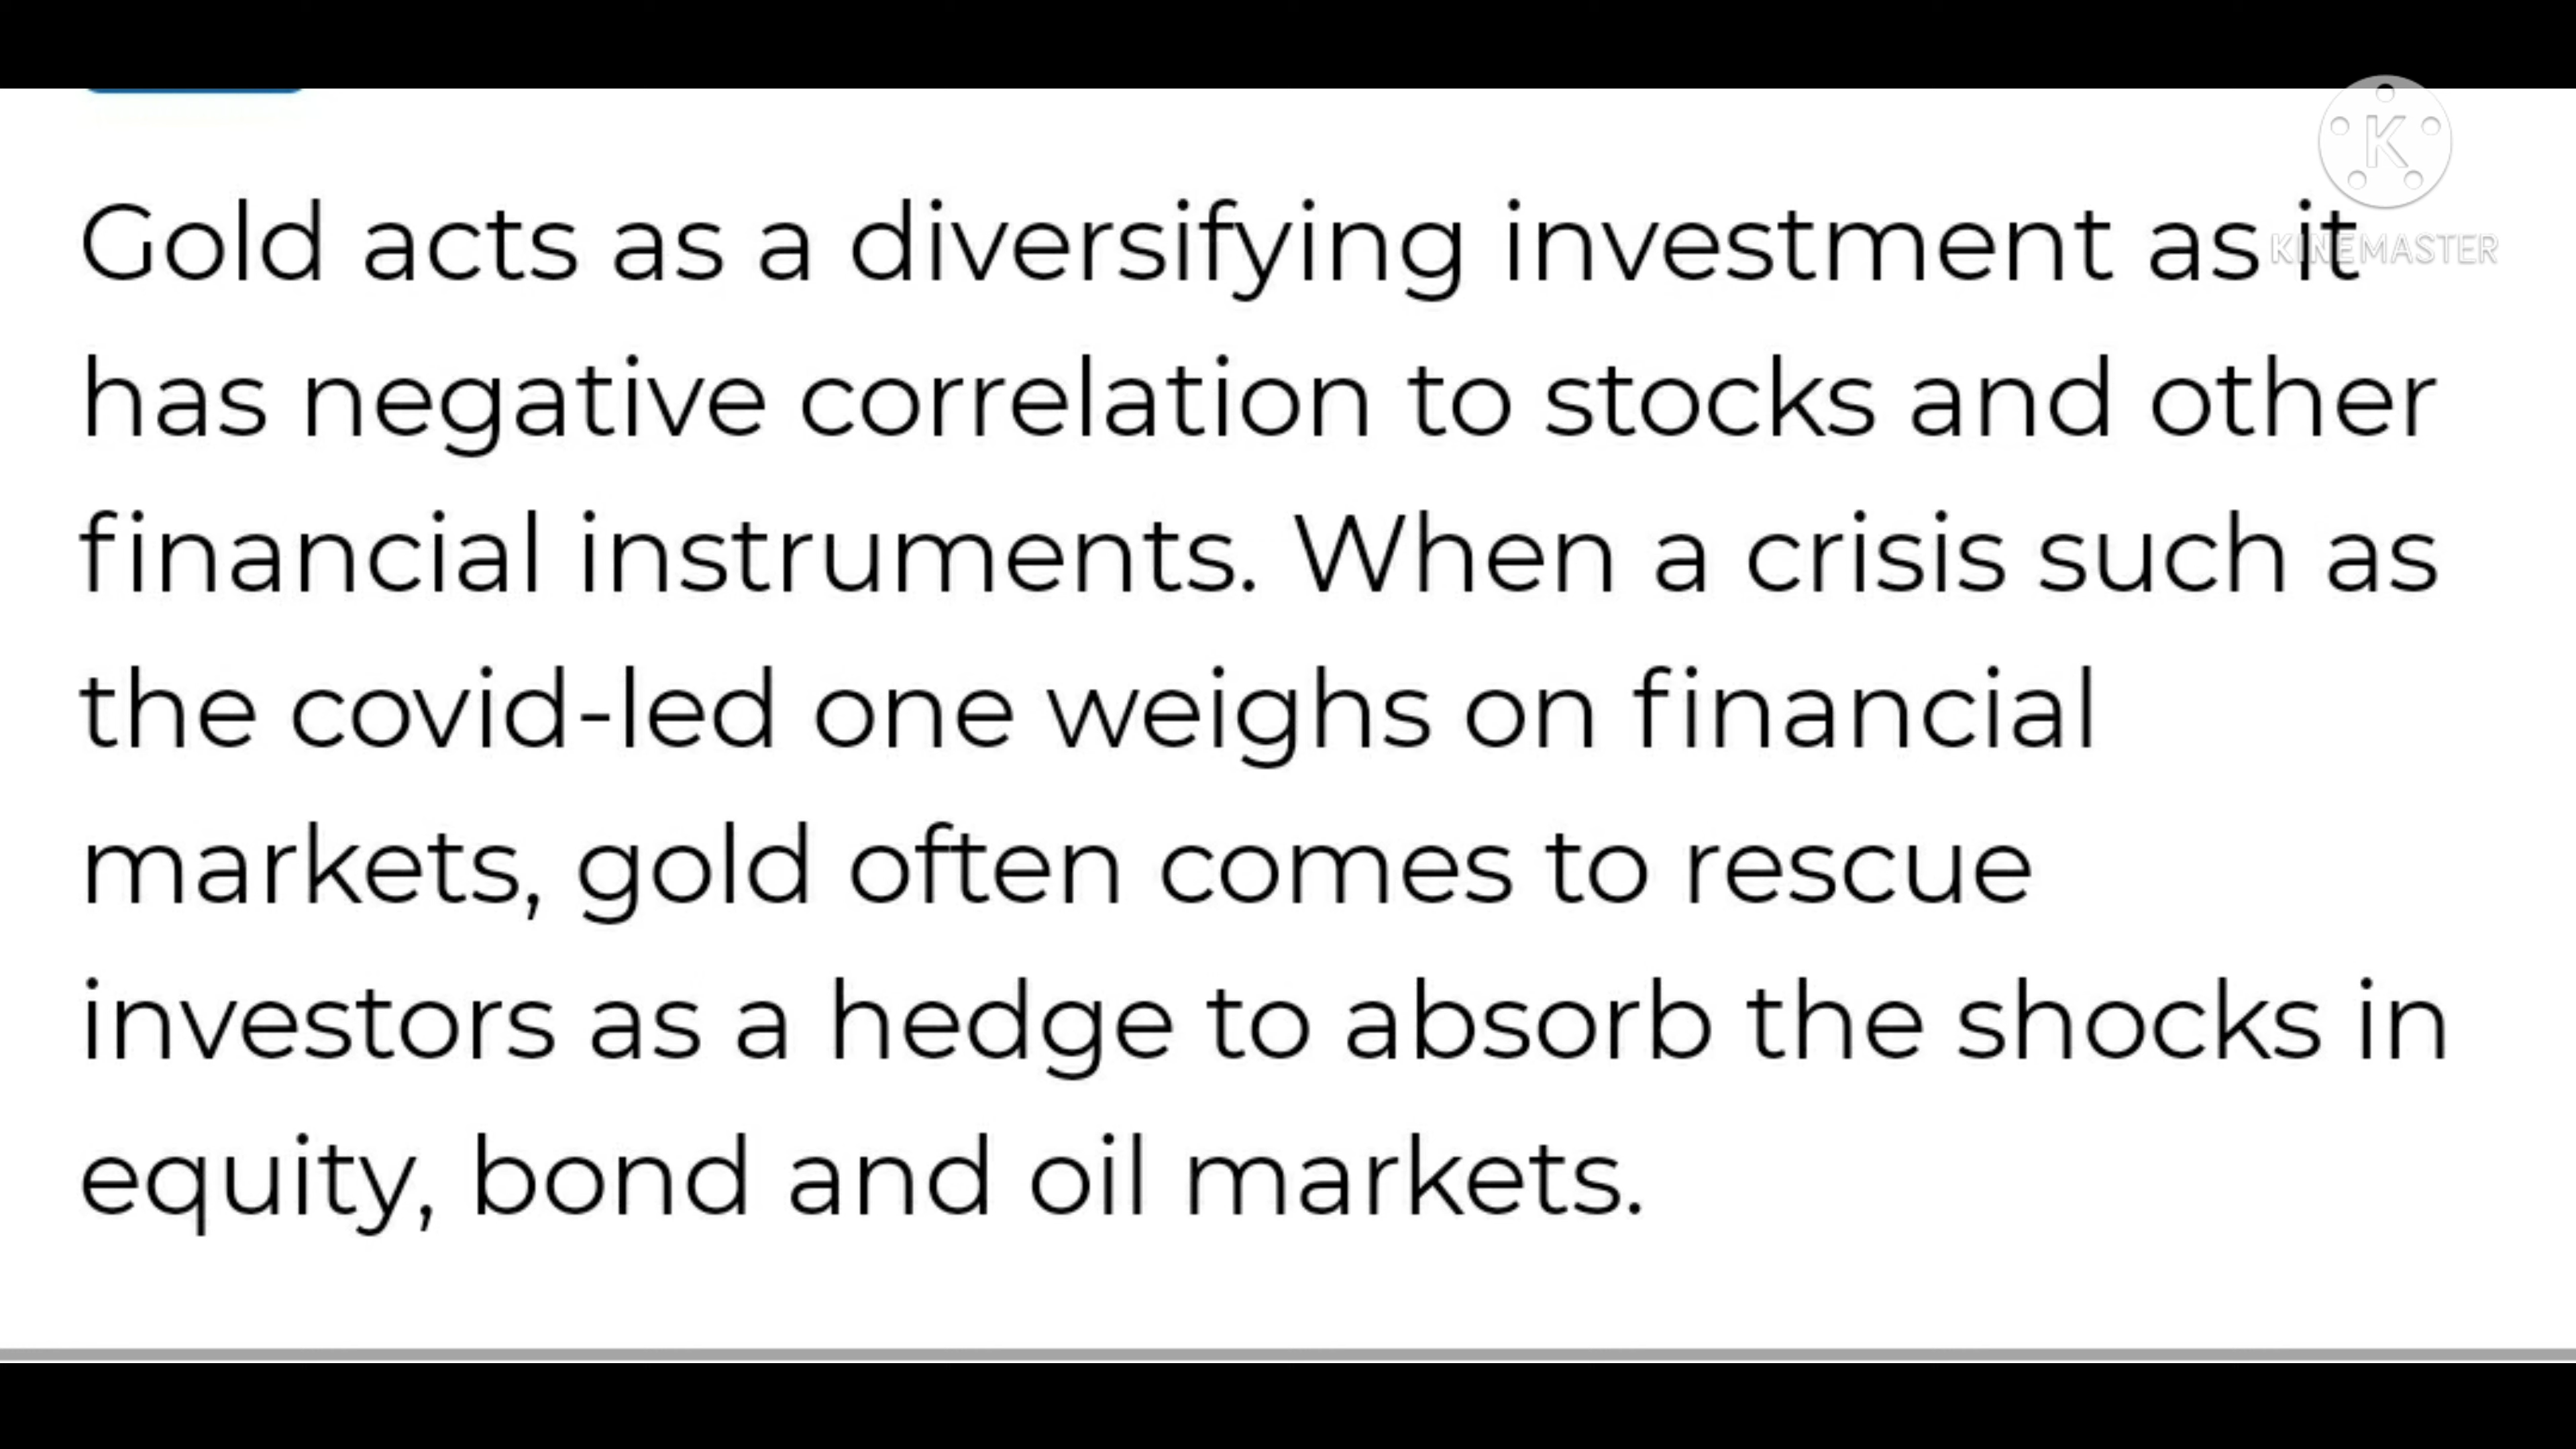 K
KINEMASTER
Gold acts as a diversifying investment as it
has negative correlation to stocks and other
financial instruments. When a crisis such as
the covid-led one weighs on financial
markets, gold often comes to rescue
investors as a hedge to absorb the shocks in
equity, bond and oil markets.